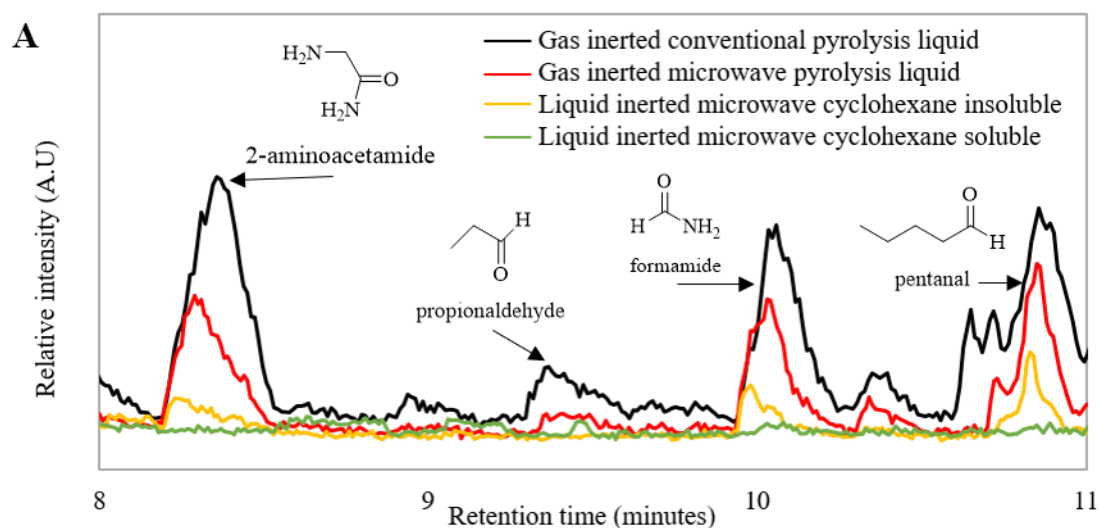 A
Gas inerted conventional pyrolysis liquid
Gas inerted microwave pyrolysis liquid
Liquid inerted microwave cyclohexane insoluble
Liquid inerted microwave cyclohexane soluble
H₂N
O
H₂N
2-aminoacetamide
H
O
propionaldehyde
O
H
NH₂
formamide
O
H
pentanal
Relative intensity (A.U)
8
9
10
11
Retention time (minutes)